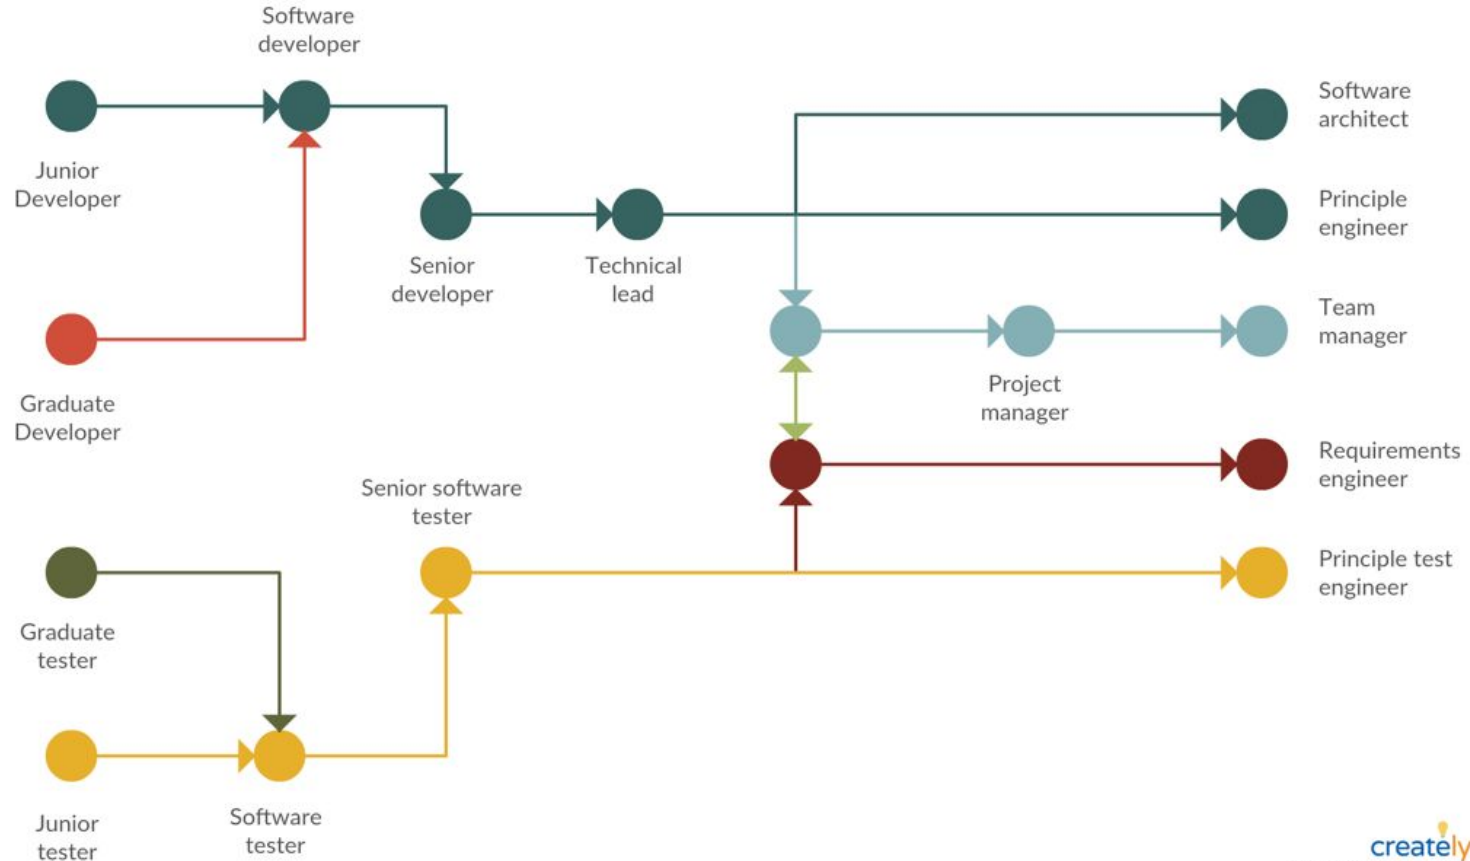 Software
developer
Junior
Developer
Senior
developer
Technical
lead
Software
architect
Principle
engineer
Team
manager
Project
manager
Graduate
Developer
Requirements
engineer
Senior software
tester
Principle test
engineer
Graduate
tester
Junior
tester
Software
tester
creately